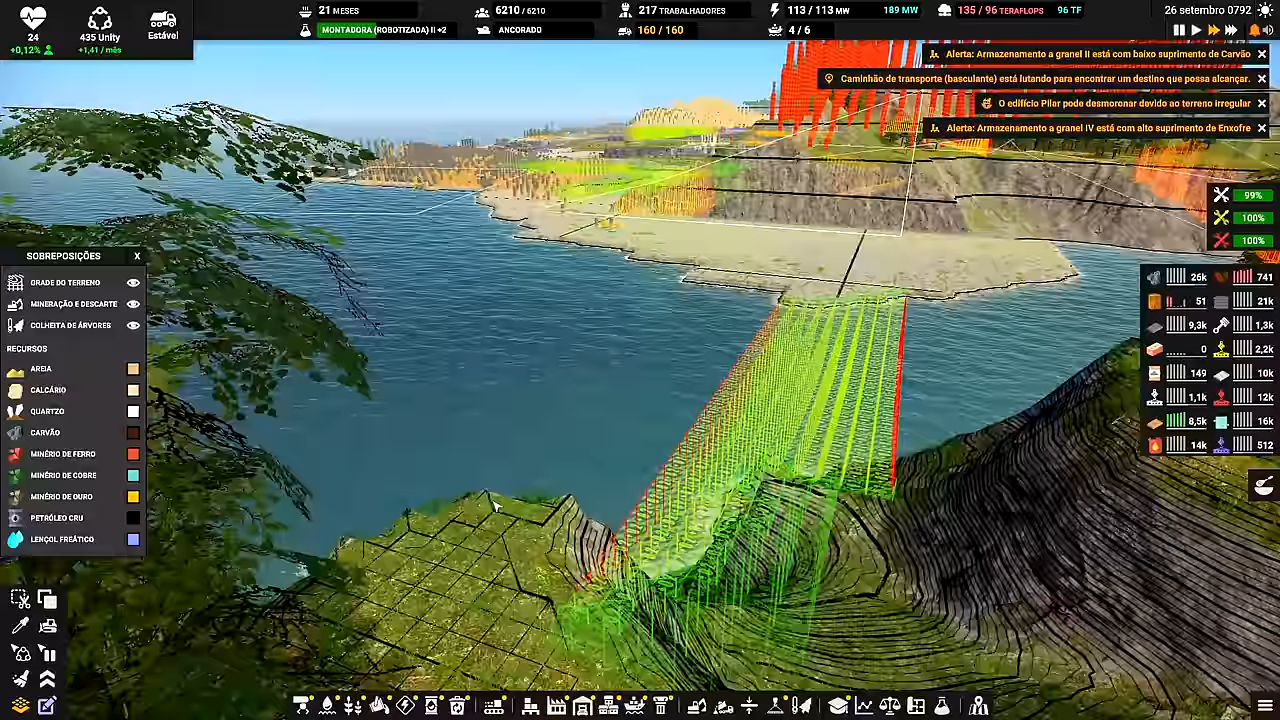 24
+0,12%
435 Unity
+1,41 / mês
Estável
21 MESES
MONTADORA (ROBOTIZADA) II +2
6210 / 6210
ANCORADO
217 TRABALHADORES
160 / 160
113 / 113 MW
189 MW
4 / 6
135 / 96 TERAFLOPS
96 TF
26 setembro 0792
Alerta: Armazenamento a granel II está com baixo suprimento de Carvão
Caminhão de transporte (basculante) está lutando para encontrar um destino que possa alcançar.
O edifício Pilar pode desmoronar devido ao terreno irregular
Alerta: Armazenamento a granel IV está com alto suprimento de Enxofre
99%
100%
100%
SOBREPOSIÇÕES X
GRADE DO TERRENO
MINERAÇÃO E DESCARTE
COLHEITA DE ÁRVORES
RECURSOS
AREIA
CALCÁRIO
QUARTZO
CARVÃO
MINÉRIO DE FERRO
MINÉRIO DE COBRE
MINÉRIO DE OURO
PETRÓLEO CRU
LENÇOL FREÁTICO
26k 741
51 21k
9,3k 1,3k
0 2,2k
149 10k
1,1k 12k
8,5k 16k
14k 512